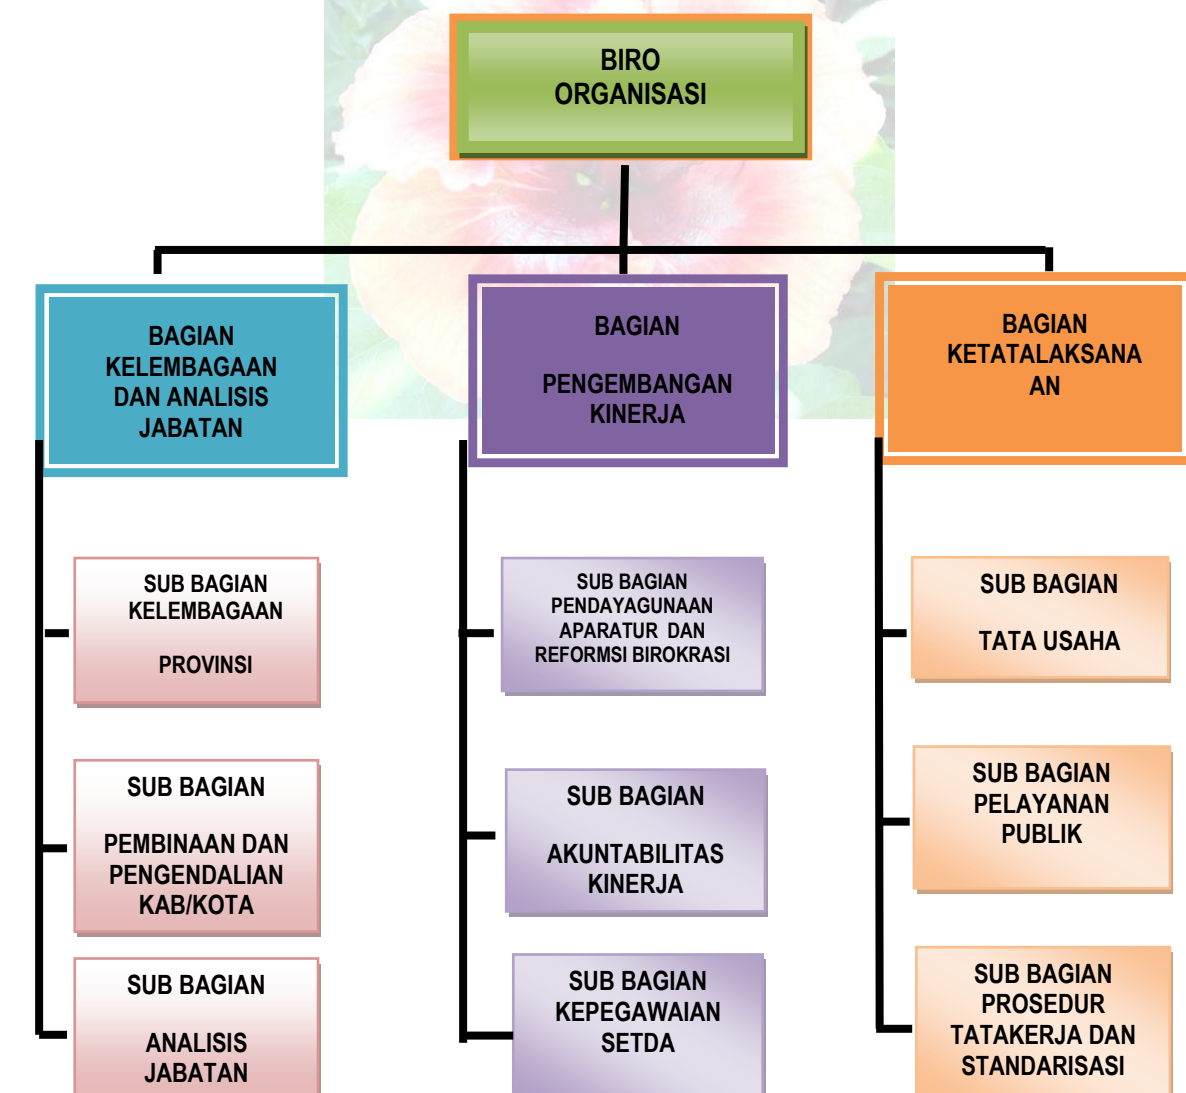 BIRO
ORGANISASI
BAGIAN
KELEMBAGAAN
DAN ANALISIS
JABATAN
BAGIAN
PENGEMBANGAN
KINERJA
BAGIAN
KETATALAKSANA
AN
SUB BAGIAN
KELEMBAGAAN
PROVINSI
SUB BAGIAN
PEMBINAAN DAN
PENGENDALIAN
KAB/KOTA
SUB BAGIAN
ANALISIS
JABATAN
SUB BAGIAN
PENDAYAGUNAAN
APARATUR DAN
REFORMSI BIROKRASI
SUB BAGIAN
AKUNTABILITAS
KINERJA
SUB BAGIAN
KEPEGAWAIAN
SETDA
SUB BAGIAN
TATA USAHA
SUB BAGIAN
PELAYANAN
PUBLIK
SUB BAGIAN
PROSEDUR
TATAKERJA DAN
STANDARISASI